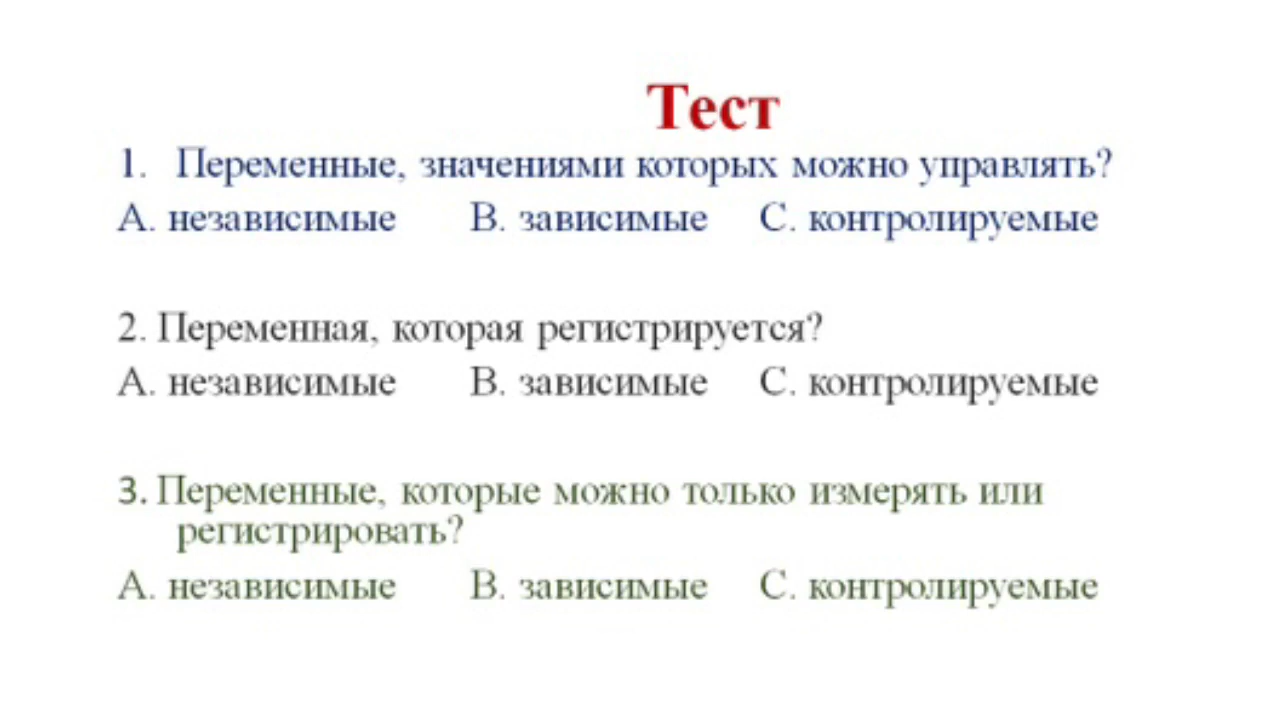 Тест
1. Переменные, значениями которых можно управлять?
А. независимые В. зависимые С. контролируемые
2. Переменная, которая регистрируется?
А. независимые В. зависимые С. контролируемые
3. Переменные, которые можно только измерять или
регистрировать?
А. независимые В. зависимые С. контролируемые